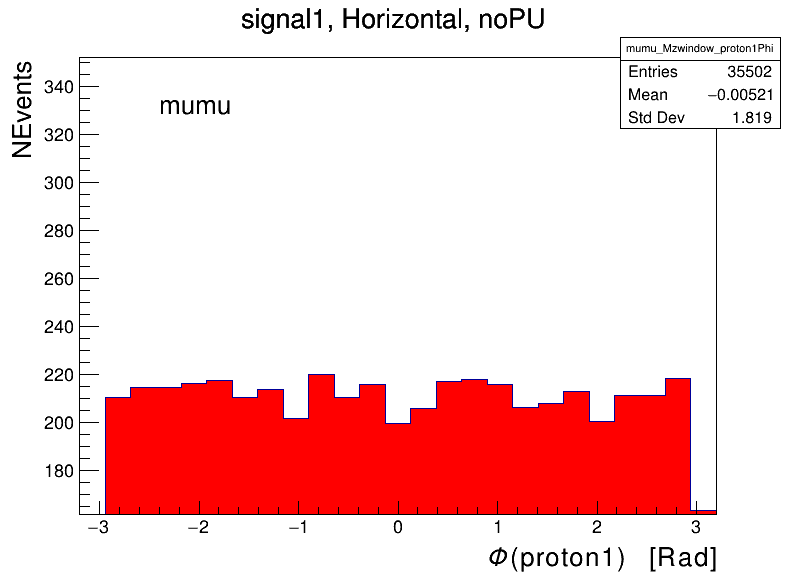 signal1, Horizontal, noPU
mumu_Mzwindow_proton1Phi
Entries 35502
Mean −0.00521
Std Dev 1.819
NEvents
mumu
340
320
300
280
260
240
220
200
180
−3 −2 −1 0 1 2 3
Φ(proton1) [Rad]